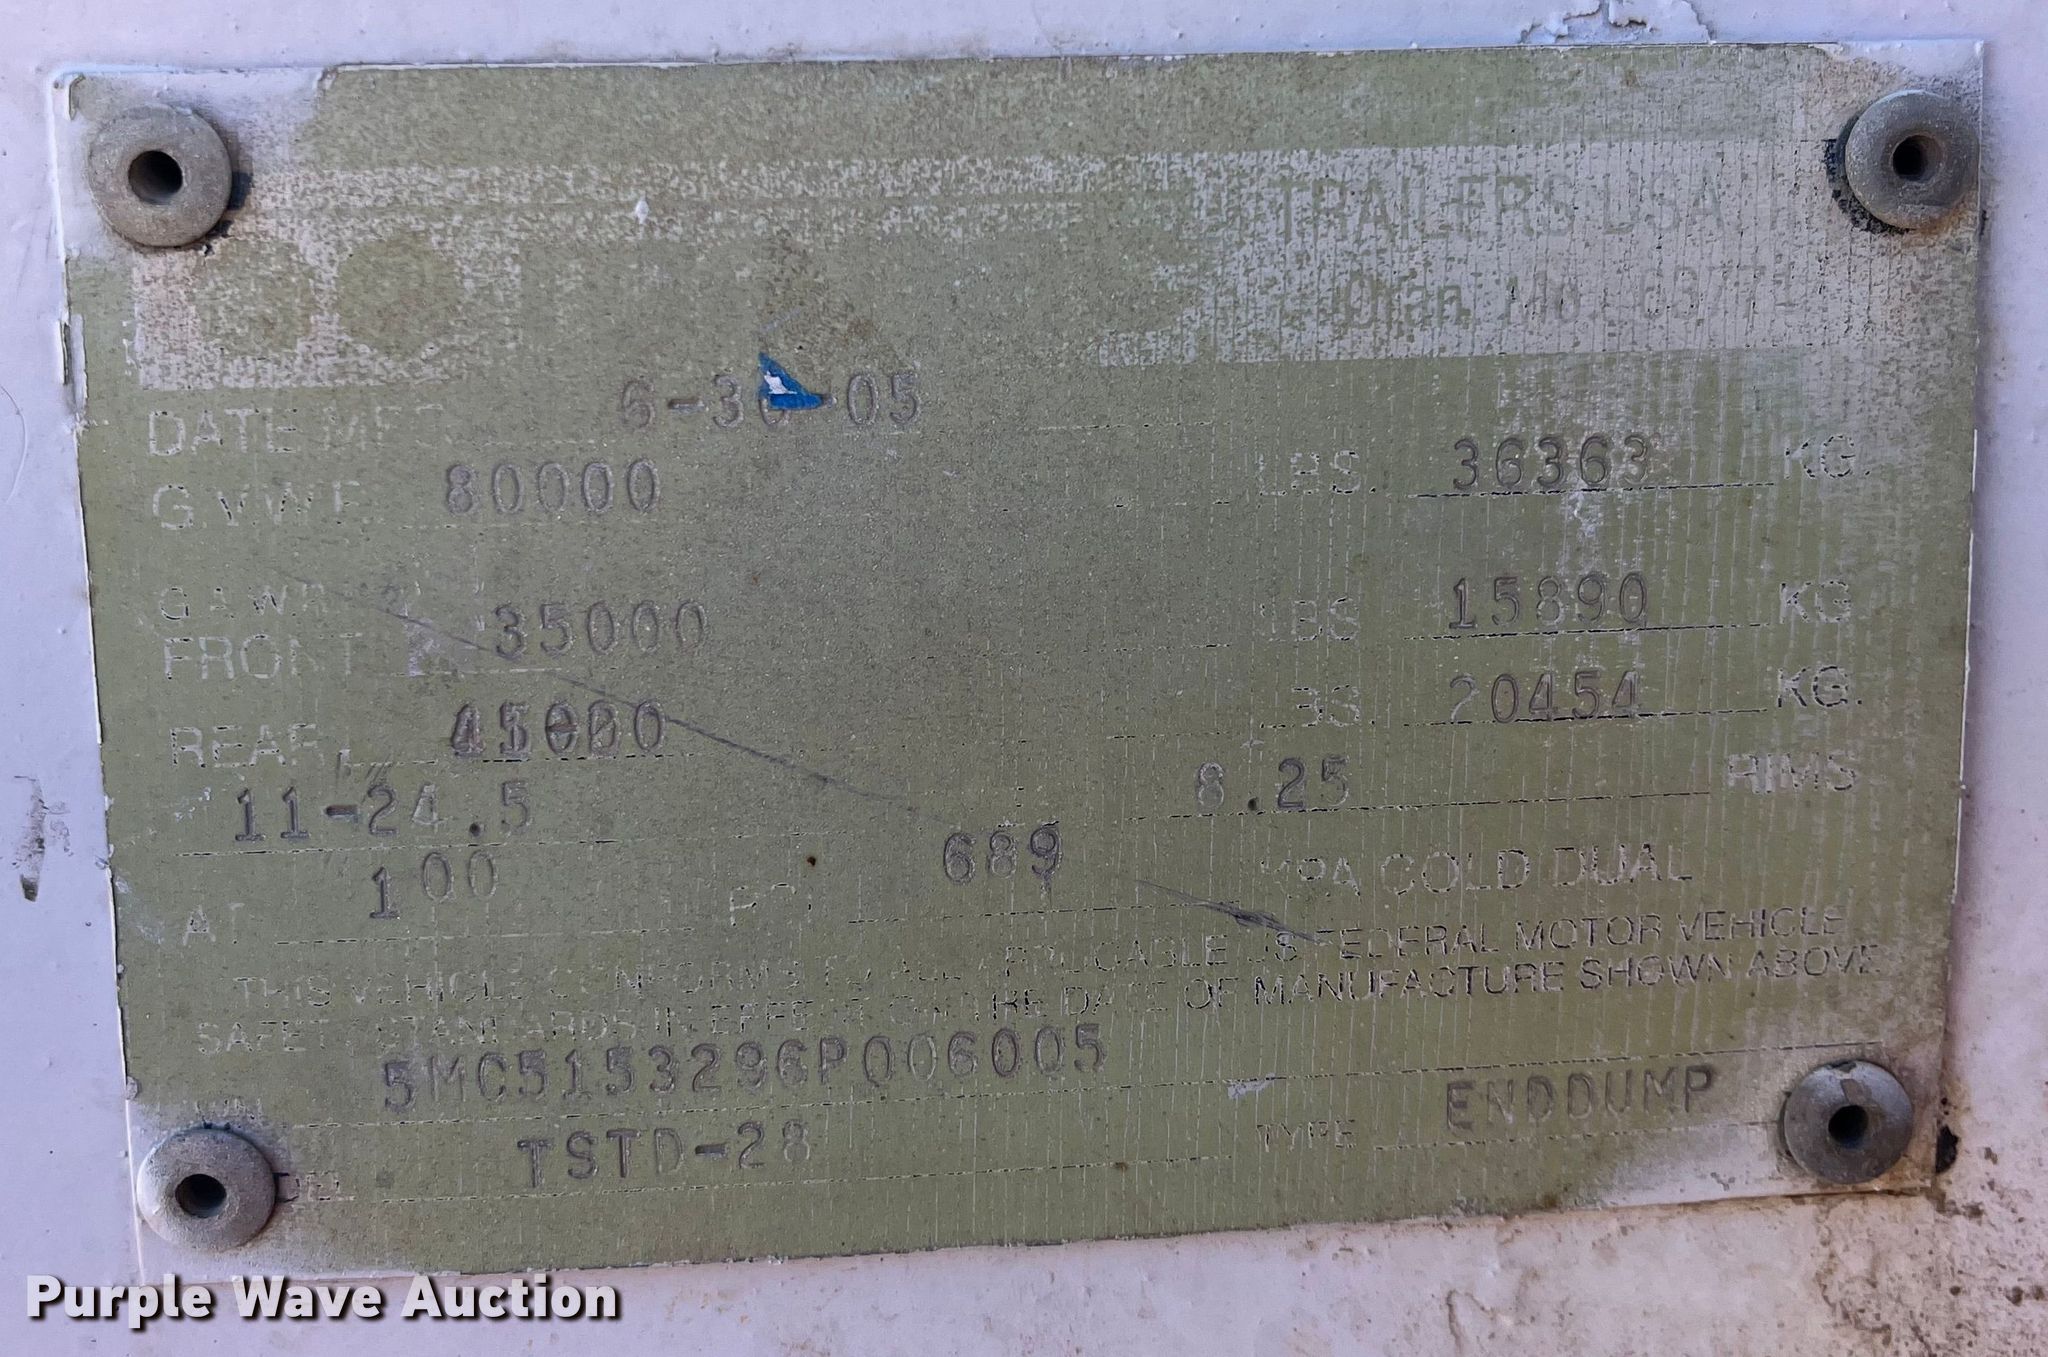 TRAILERS USA
Oran, Mo. 63771
DATE MFG. 6-30-05
G.V.W.R. 80000 LBS. 36363 KG.
G.A.W.R.
FRONT 35000 LBS 15890 KG.
REAR 45000 LBS. 20454 KG.
11-24.5 8.25 RIMS
AT 100 PSI 689 KPA COLD DUAL
THIS VEHICLE CONFORMS TO ALL APPLICABLE US FEDERAL MOTOR VEHICLE
SAFETY STANDARDS IN EFFECT ON THE DATE OF MANUFACTURE SHOWN ABOVE
5MC5153296P006005
TSTD-28 TYPE ENDDUMP
Purple Wave Auction